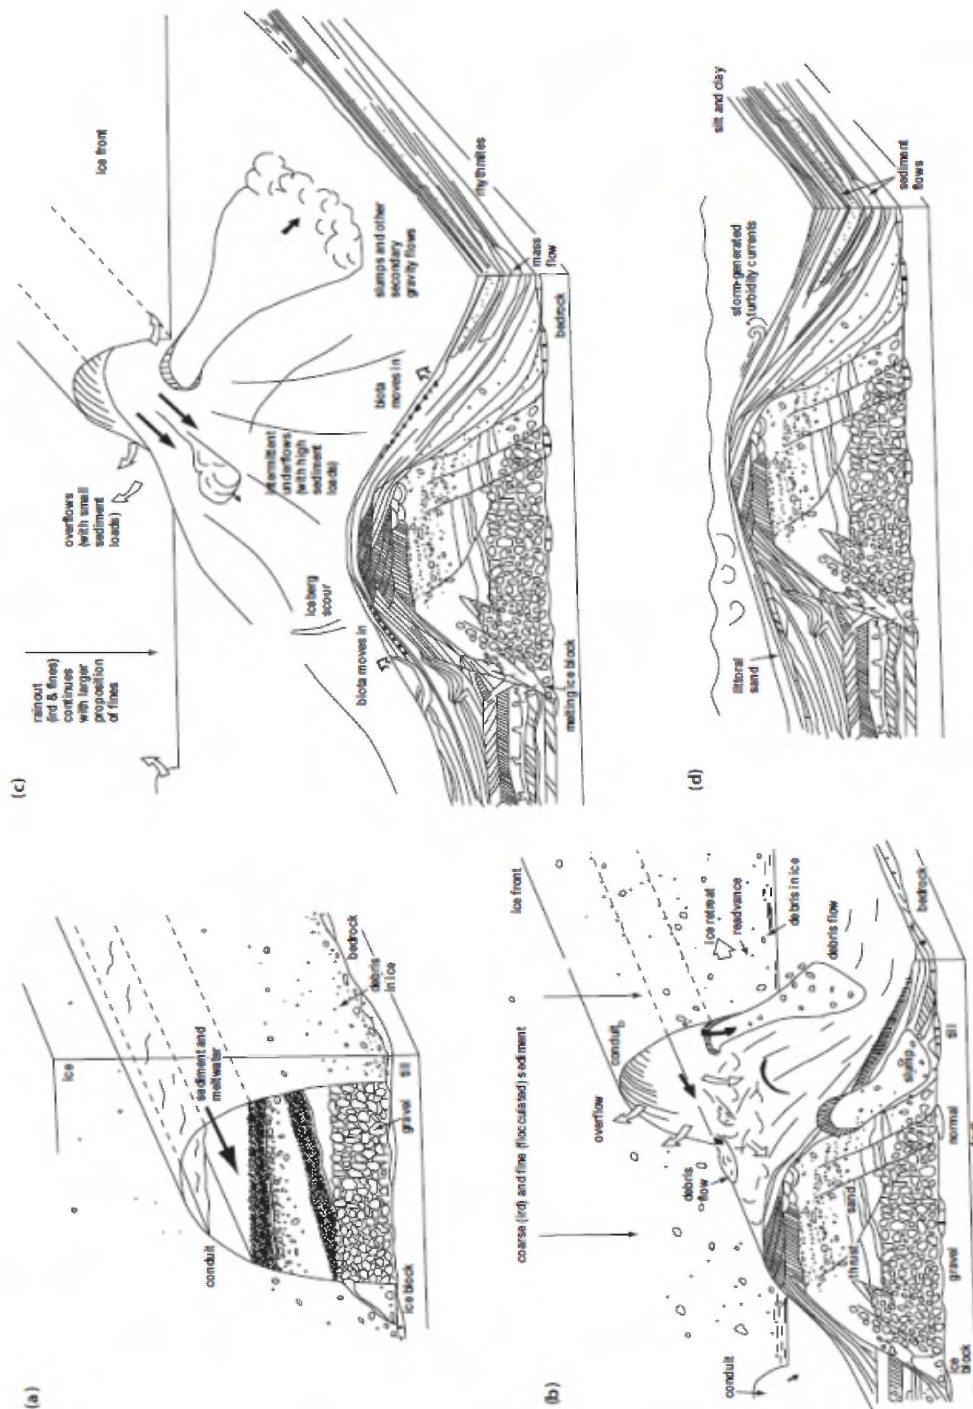 (a)
ice
sediment and
meltwater
conduit
debris
in ice
bedrock
ice block
gravel
till
(b)
coarse (ird) and fine (flocculated) sediment
ice front
conduit
overflow
ice retreat
readvance
debris in ice
debris
flow
conduit
debris flow
bedrock
slump
sand
thrust
ice
block
gravel
normal
till
(c)
rainout
(ird & fines)
continues
with larger
proposition
of fines
overflows
(with small
sediment
loads)
ice front
iceberg
scour
intermittent
underflows
(with high
sediment
loads)
slumps and other
secondary
gravity flows
biota moves in
biota
moves in
rhythmites
mass
flow
melting ice block
bedrock
(d)
littoral
sand
storm-generated
turbidity currents
silt and clay
sediment
flows